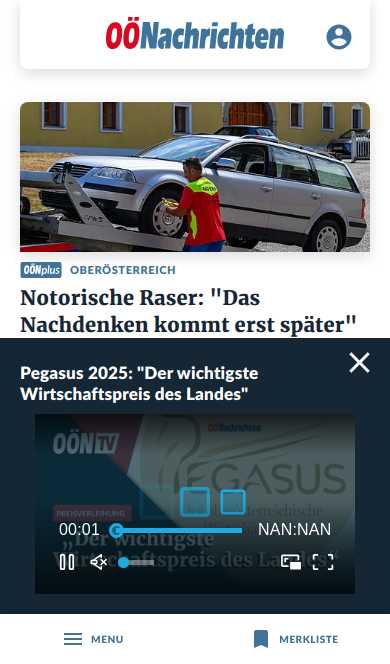 OÖNachrichten
OÖNplus OBERÖSTERREICH
Notorische Raser: "Das
Nachdenken kommt erst später"
Pegasus 2025: "Der wichtigste
Wirtschaftspreis des Landes"
OÖN TV
OÖNachrichten
PEGASUS
PREISVERLEIHUNG
00:01
NAN:NAN
„Der wichtigste
Wirtschaftspreis des Landes“
MENU
MERKLISTE